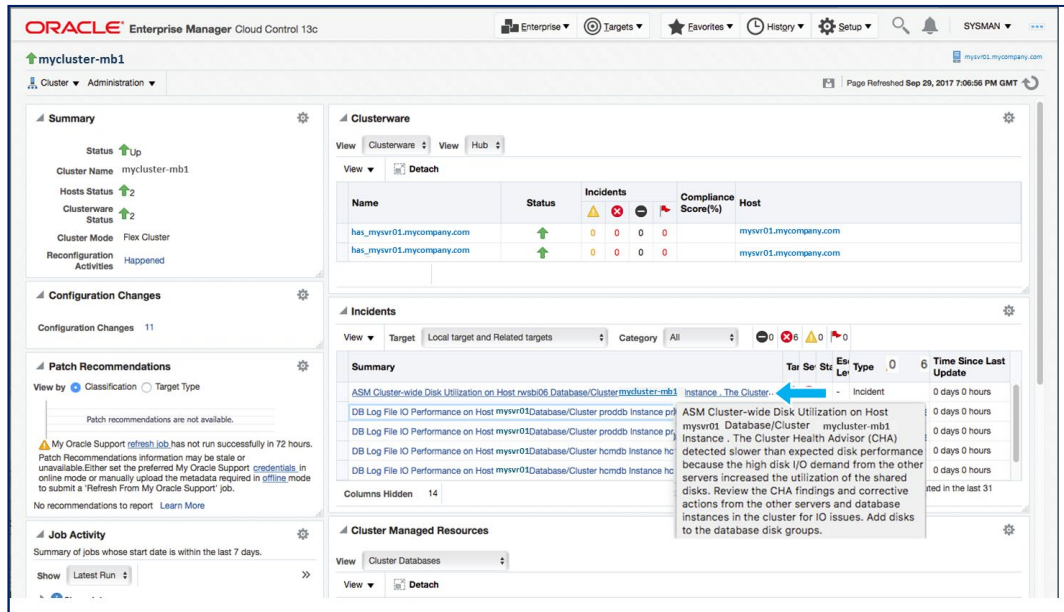 ORACLE Enterprise Manager Cloud Control 13c
Enterprise
Targets
Favorites
History
Setup
SYSMAN
mycluster-mb1
mysvr01.mycompany.com
Cluster Administration
Page Refreshed Sep 29, 2017 7:06:56 PM GMT
Summary
Status Up
Cluster Name mycluster-mb1
Hosts Status 2
Clusterware
Status 2
Cluster Mode Flex Cluster
Reconfiguration
Activities Happened
Configuration Changes
Configuration Changes 11
Patch Recommendations
View by Classification Target Type
Patch recommendations are not available.
My Oracle Support refresh job has not run successfully in 72 hours.
Patch Recommendations information may be stale or
unavailable.Either set the preferred My Oracle Support credentials in
online mode or manually upload the metadata required in offline mode
to submit a 'Refresh From My Oracle Support' job.
No recommendations to report Learn More
Job Activity
Summary of jobs whose start date is within the last 7 days.
Show Latest Run
Clusterware
View Clusterware View Hub
View Detach
Name Status Incidents Compliance Score(%) Host
has_mysvr01.mycompany.com 0 0 0 0 mysvr01.mycompany.com
has_mysvr01.mycompany.com 0 0 0 0 mysvr01.mycompany.com
Incidents
View Target Local target and Related targets Category All 0 6 0 0
Summary Tar Se Sta Es Lev Type 0 6 Time Since Last Update
ASM Cluster-wide Disk Utilization on Host rwsbi06 Database/Cluster mycluster-mb1 Instance . The Cluster.. - Incident 0 days 0 hours
DB Log File IO Performance on Host mysvr01Database/Cluster proddb Instance pr 0 days 0 hours
DB Log File IO Performance on Host mysvr01Database/Cluster proddb Instance pr 0 days 0 hours
DB Log File IO Performance on Host mysvr01Database/Cluster hcmdb Instance hc 0 days 0 hours
DB Log File IO Performance on Host mysvr01Database/Cluster hcmdb Instance hc 0 days 0 hours
Columns Hidden 14
ated in the last 31
ASM Cluster-wide Disk Utilization on Host
mysvr01 Database/Cluster mycluster-mb1
Instance . The Cluster Health Advisor (CHA)
detected slower than expected disk performance
because the high disk I/O demand from the other
servers increased the utilization of the shared
disks. Review the CHA findings and corrective
actions from the other servers and database
instances in the cluster for IO issues. Add disks
to the database disk groups.
Cluster Managed Resources
View Cluster Databases
View Detach